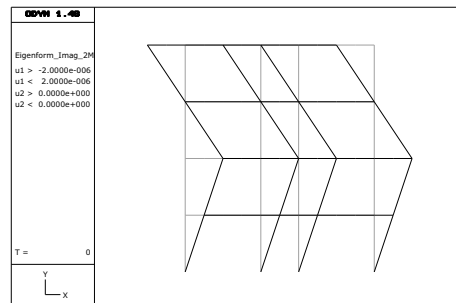 ODYN 1.40
Eigenform_Imag_2M
u1 > -2.0000e-006
u1 < 2.0000e-006
u2 > 0.0000e+000
u2 < 0.0000e+000
T = 0
Y
X